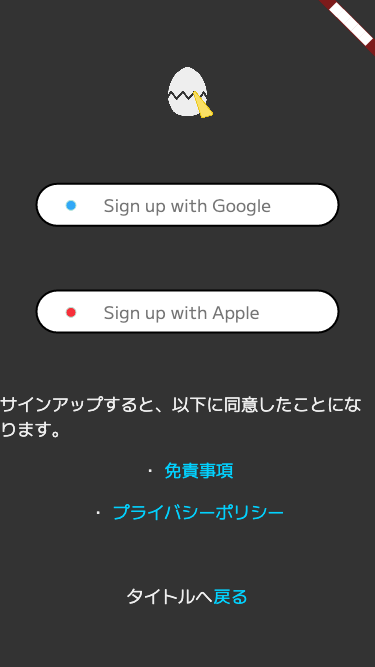 Sign up with Google
Sign up with Apple
サインアップすると、以下に同意したことにな
ります。
・ 免責事項
・ プライバシーポリシー
タイトルへ戻る